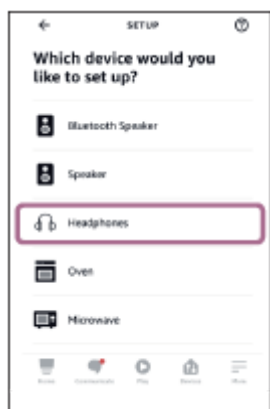 SETUP
Which device would you
like to set up?
Bluetooth Speaker
Speaker
Headphones
Oven
Microwave
Home
Communicate
Play
Devices
More